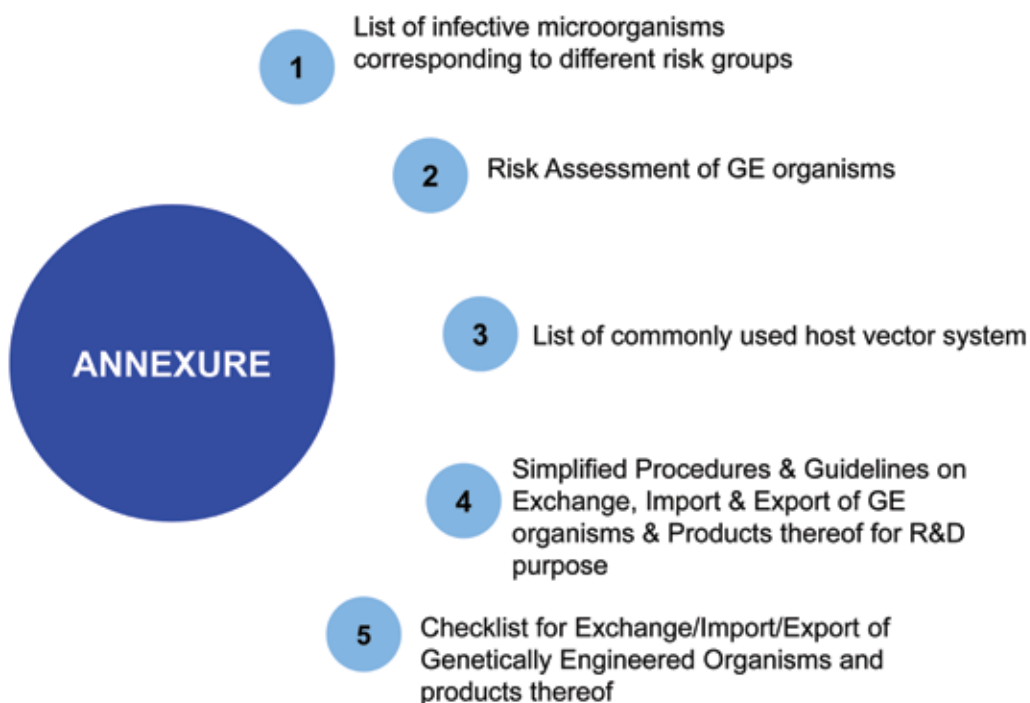 1
List of infective microorganisms
corresponding to different risk groups
2
Risk Assessment of GE organisms
ANNEXURE
3
List of commonly used host vector system
4
Simplified Procedures & Guidelines on
Exchange, Import & Export of GE
organisms & Products thereof for R&D
purpose
5
Checklist for Exchange/Import/Export of
Genetically Engineered Organisms and
products thereof